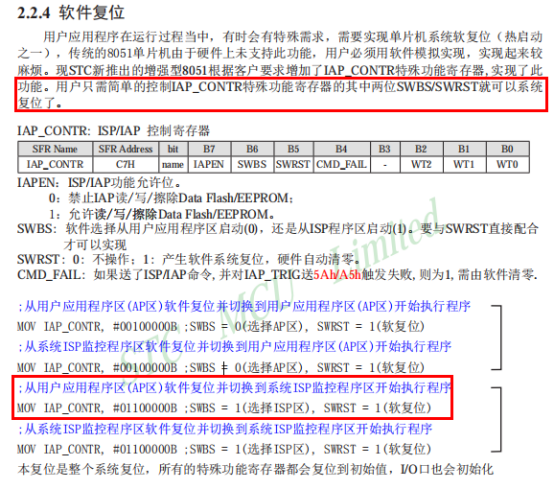 2.2.4 软件复位
用户应用程序在运行过程当中，有时会有特殊需求，需要实现单片机系统软复位（热启动
之一），传统的8051单片机由于硬件上未支持此功能，用户必须用软件模拟实现，实现起来较
麻烦。现STC新推出的增强型8051根据客户要求增加了IAP_CONTR特殊功能寄存器,实现了此
功能。用户只需简单的控制IAP_CONTR特殊功能寄存器的其中两位SWBS/SWRST就可以系统
复位了。
IAP_CONTR: ISP/IAP 控制寄存器
SFR Name SFR Address bit B7 B6 B5 B4 B3 B2 B1 B0
IAP_CONTR C7H name IAPEN SWBS SWRST CMD_FAIL - WT2 WT1 WT0
IAPEN：ISP/IAP功能允许位。
0：禁止IAP读/写/擦除Data Flash/EEPROM；
1：允许读/写/擦除Data Flash/EEPROM。
SWBS: 软件选择从用户应用程序区启动(0)，还是从ISP程序区启动(1)。要与SWRST直接配合
才可以实现
SWRST: 0：不操作；1：产生软件系统复位，硬件自动清零。
CMD_FAIL：如果送了ISP/IAP命令,并对IAP_TRIG送5Ah/A5h触发失败,则为1,需由软件清零.
;从用户应用程序区(AP区)软件复位并切换到用户应用程序区(AP区)开始执行程序
MOV IAP_CONTR, #00100000B ;SWBS = 0(选择AP区), SWRST = 1(软复位)
;从系统ISP监控程序区软件复位并切换到用户应用程序区(AP区)开始执行程序
MOV IAP_CONTR, #00100000B ;SWBS = 0(选择AP区), SWRST = 1(软复位)
;从用户应用程序区(AP区)软件复位并切换到系统ISP监控程序区开始执行程序
MOV IAP_CONTR, #01100000B ;SWBS = 1(选择ISP区), SWRST = 1(软复位)
;从系统ISP监控程序区软件复位并切换到系统ISP监控程序区开始执行程序
MOV IAP_CONTR, #01100000B ;SWBS = 1(选择ISP区), SWRST = 1(软复位)
本复位是整个系统复位，所有的特殊功能寄存器都会复位到初始值，I/O口也会初始化
STC MCU Limited